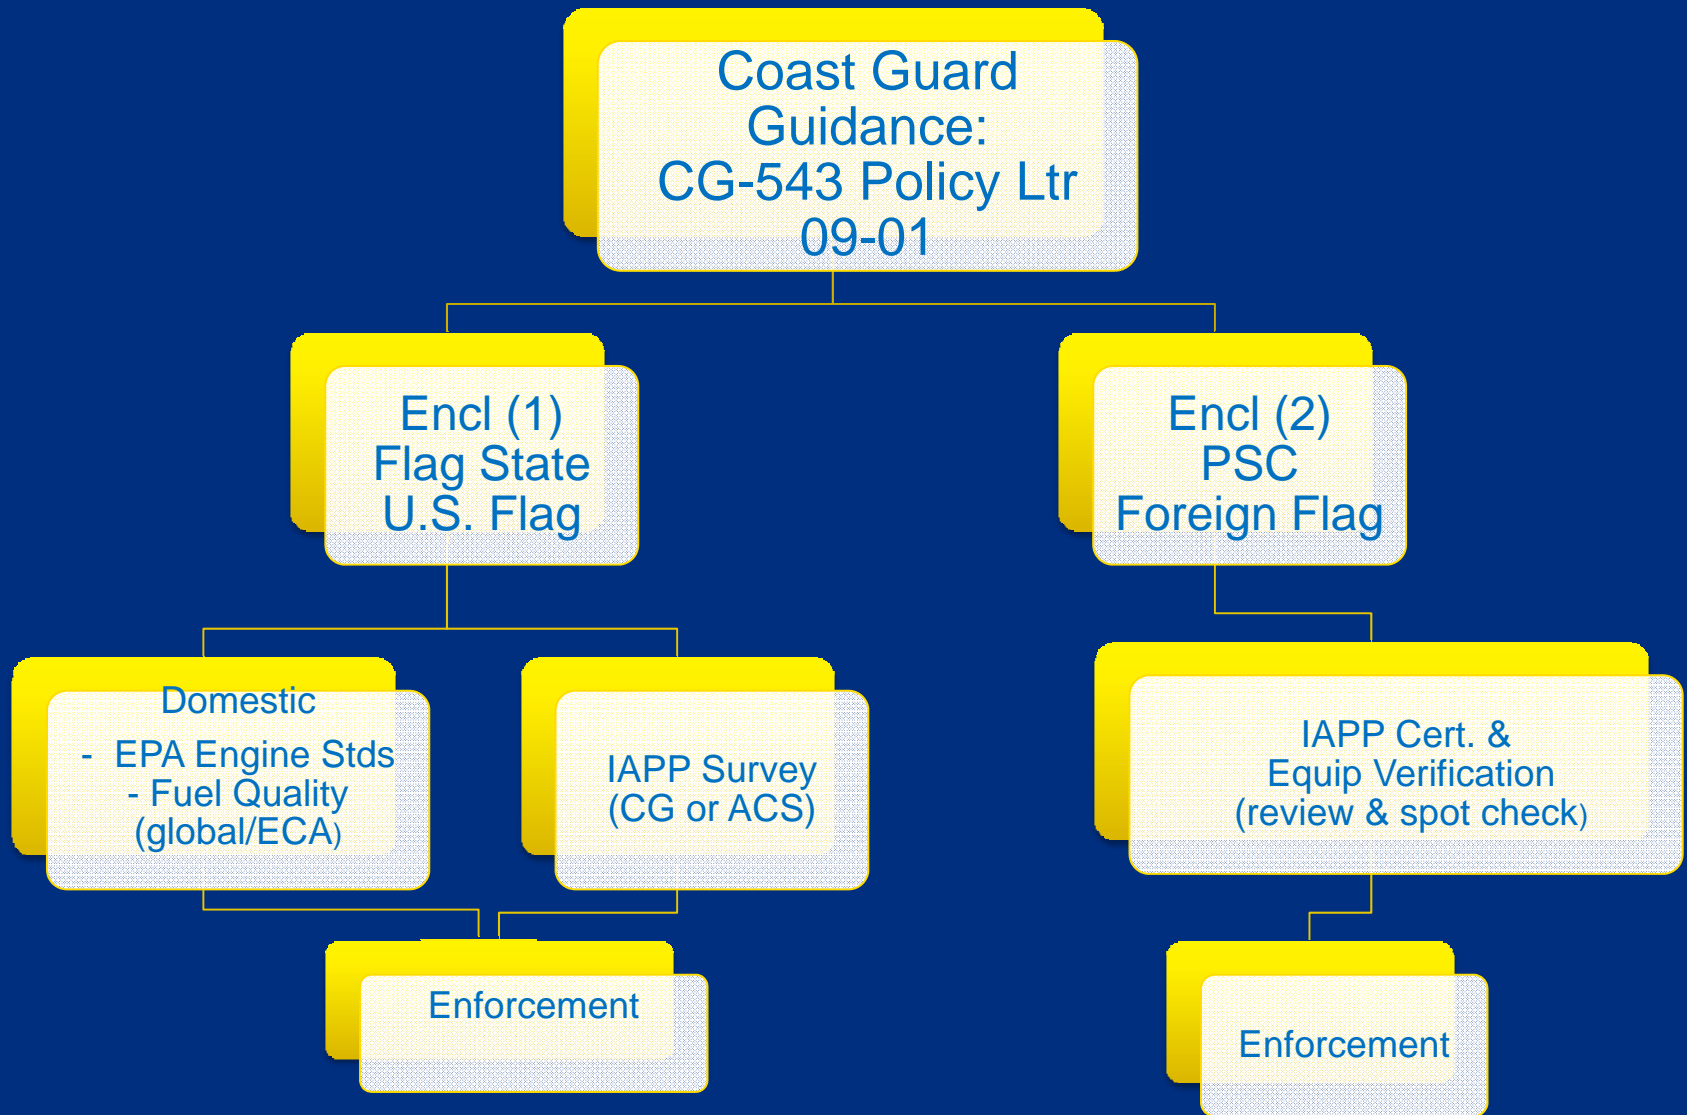 Coast Guard
Guidance:
CG-543 Policy Ltr
09-01
Encl (1)
Flag State
U.S. Flag
Encl (2)
PSC
Foreign Flag
Domestic
- EPA Engine Stds
- Fuel Quality
(global/ECA)
IAPP Survey
(CG or ACS)
IAPP Cert. &
Equip Verification
(review & spot check)
Enforcement
Enforcement